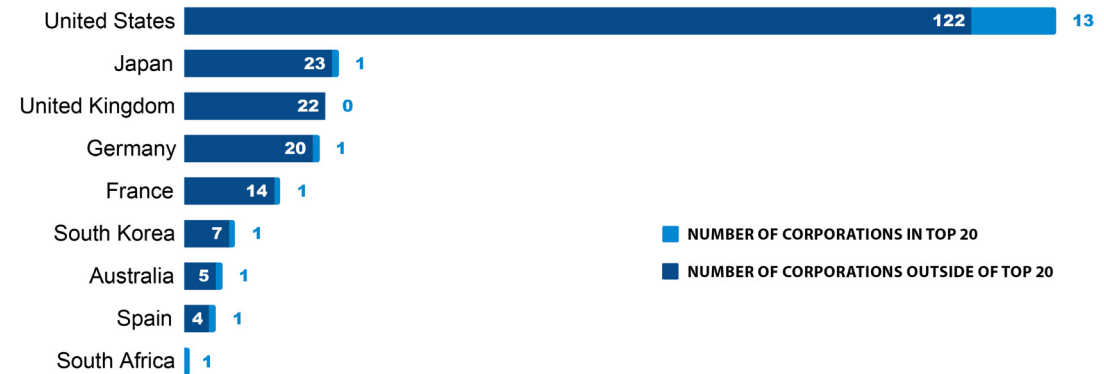 United States 122 13
Japan 23 1
United Kingdom 22 0
Germany 20 1
France 14 1
South Korea 7 1
Australia 5 1
Spain 4 1
South Africa 1
NUMBER OF CORPORATIONS IN TOP 20
NUMBER OF CORPORATIONS OUTSIDE OF TOP 20